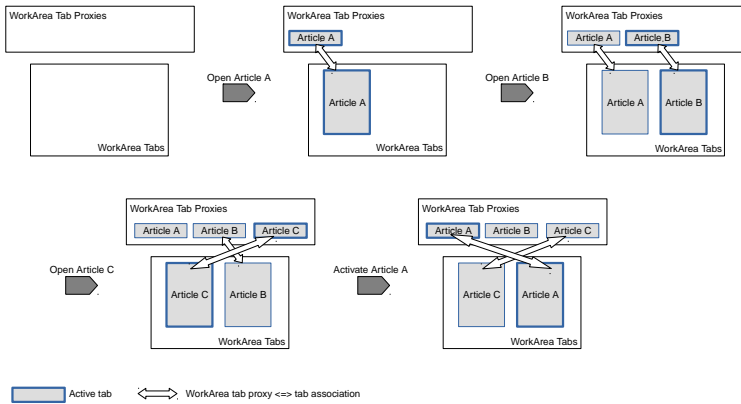 WorkArea Tab Proxies
WorkArea Tabs
Open Article A
WorkArea Tab Proxies
Article A
Article A
WorkArea Tabs
Open Article B
WorkArea Tab Proxies
Article A
Article B
Article A
Article B
WorkArea Tabs
Open Article C
WorkArea Tab Proxies
Article A
Article B
Article C
Article C
Article B
WorkArea Tabs
Activate Article A
WorkArea Tab Proxies
Article A
Article B
Article C
Article C
Article A
WorkArea Tabs
Active tab
WorkArea tab proxy <=> tab association